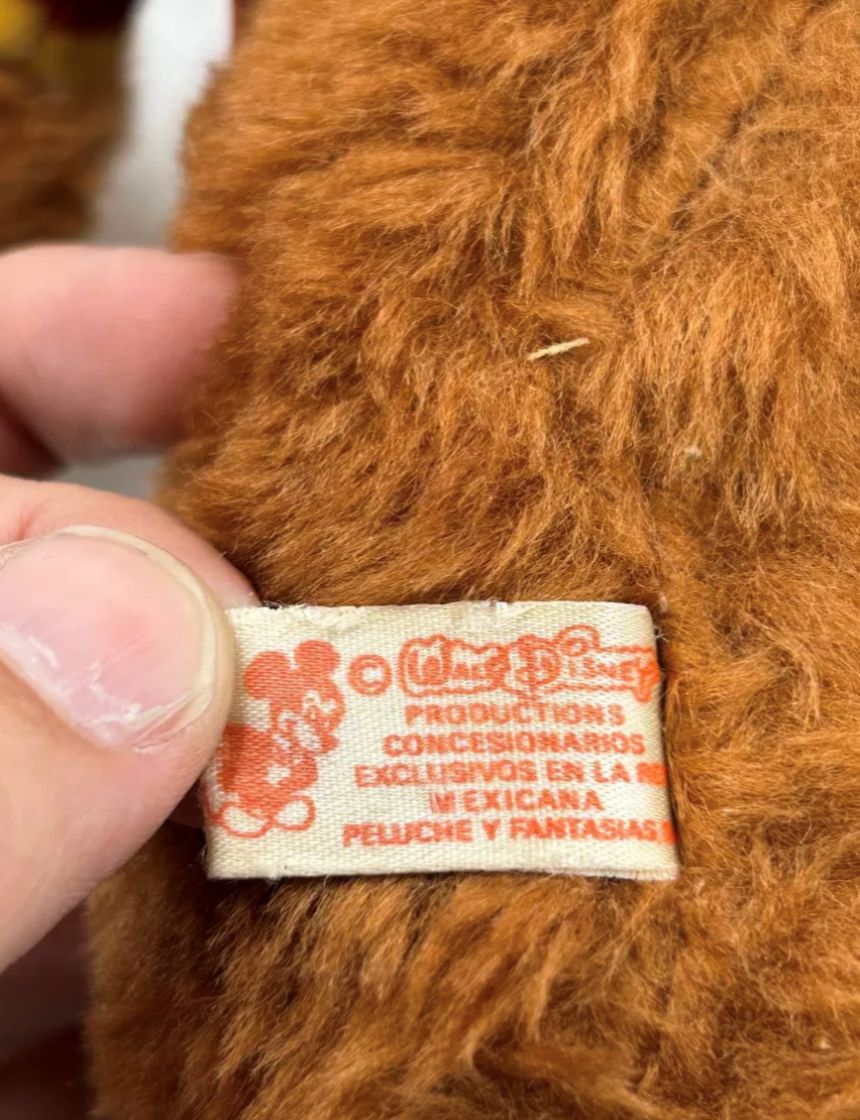 © Walt Disney
PRODUCTIONS
CONCESIONARIOS
EXCLUSIVOS EN LA
MEXICANA
PELUCHE Y FANTASIAS